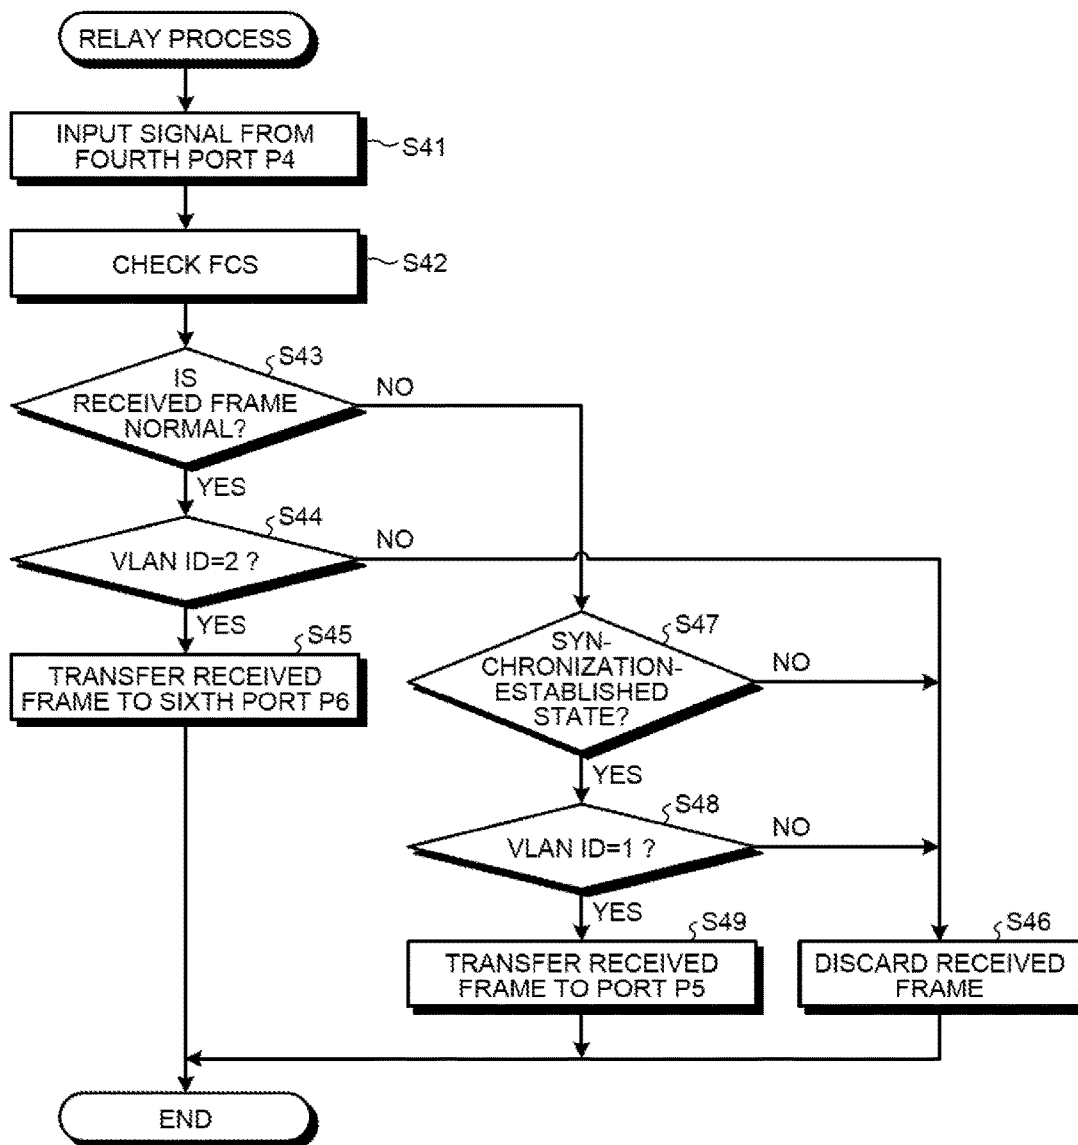 RELAY PROCESS
INPUT SIGNAL FROM
FOURTH PORT P4
S41
CHECK FCS
S42
S43
IS
RECEIVED FRAME
NORMAL?
NO
YES
S44
VLAN ID=2 ?
NO
YES
S45
TRANSFER RECEIVED
FRAME TO SIXTH PORT P6
S47
SYN-
CHRONIZATION-
ESTABLISHED
STATE?
NO
YES
S48
VLAN ID=1 ?
NO
YES
S49
TRANSFER RECEIVED
FRAME TO PORT P5
S46
DISCARD RECEIVED
FRAME
END